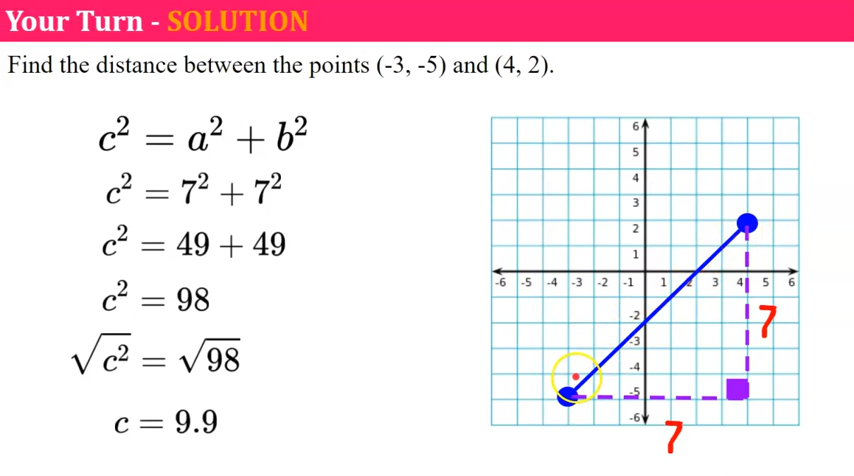 Your Turn - SOLUTION
Find the distance between the points (-3, -5) and (4, 2).
c² = a² + b²
c² = 7² + 7²
c² = 49 + 49
c² = 98
√c² = √98
c = 9.9
6
5
4
3
2
1
-6 -5 -4 -3 -2 -1 1 2 3 4 5 6
-2
-3
-4
-5
-6
7
7